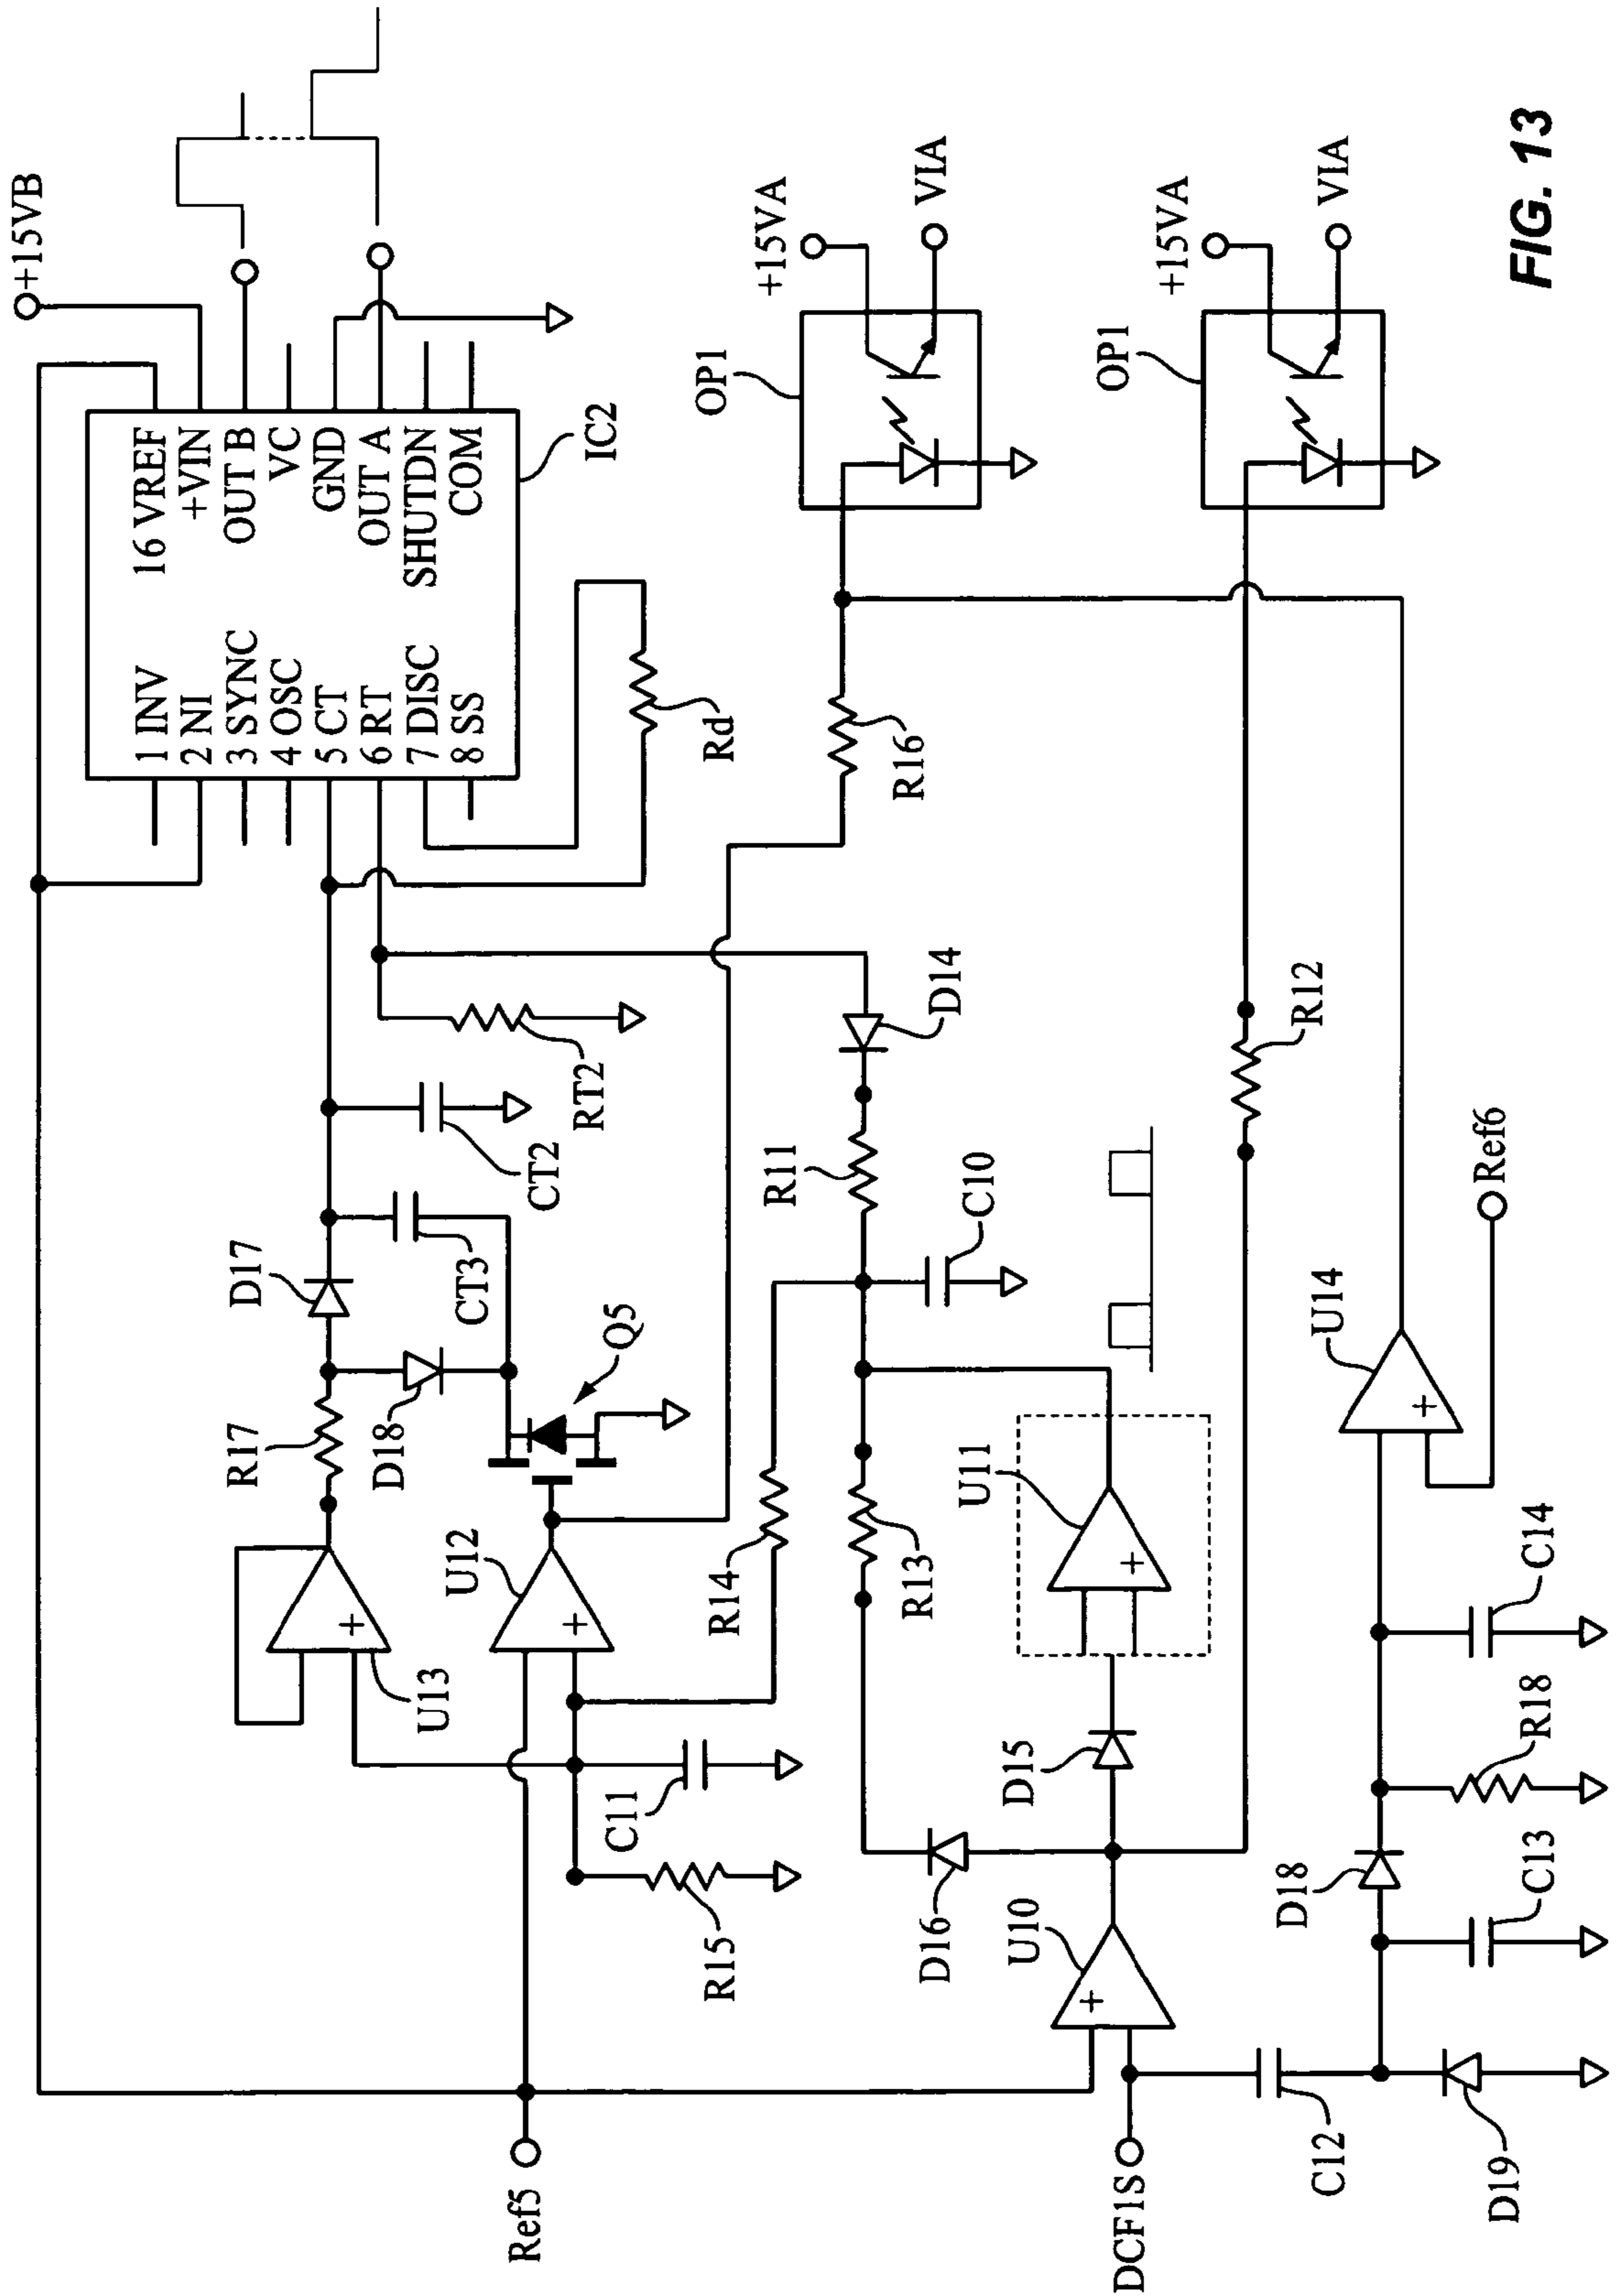 +15VB
16 VREF
+VIN
OUT B
VC
GND
OUT A
SHUTDN
COM
1 INV
2 NI
3 SYNC
4 OSC
5 CT
6 RT
7 DISC
8 SS
IC2
Rd
D17
R17
D18
CT3
CT2
RT2
Q5
U13
U12
+
+
R14
C11
R15
Ref5
+15VA
VIA
OP1
R16
D14
R11
C10
R13
U11
+
D15
D16
U10
+
DCF1S
+15VA
VIA
OP1
R12
Ref6
U14
+
C14
R18
D18
C13
C12
D19
FIG. 13